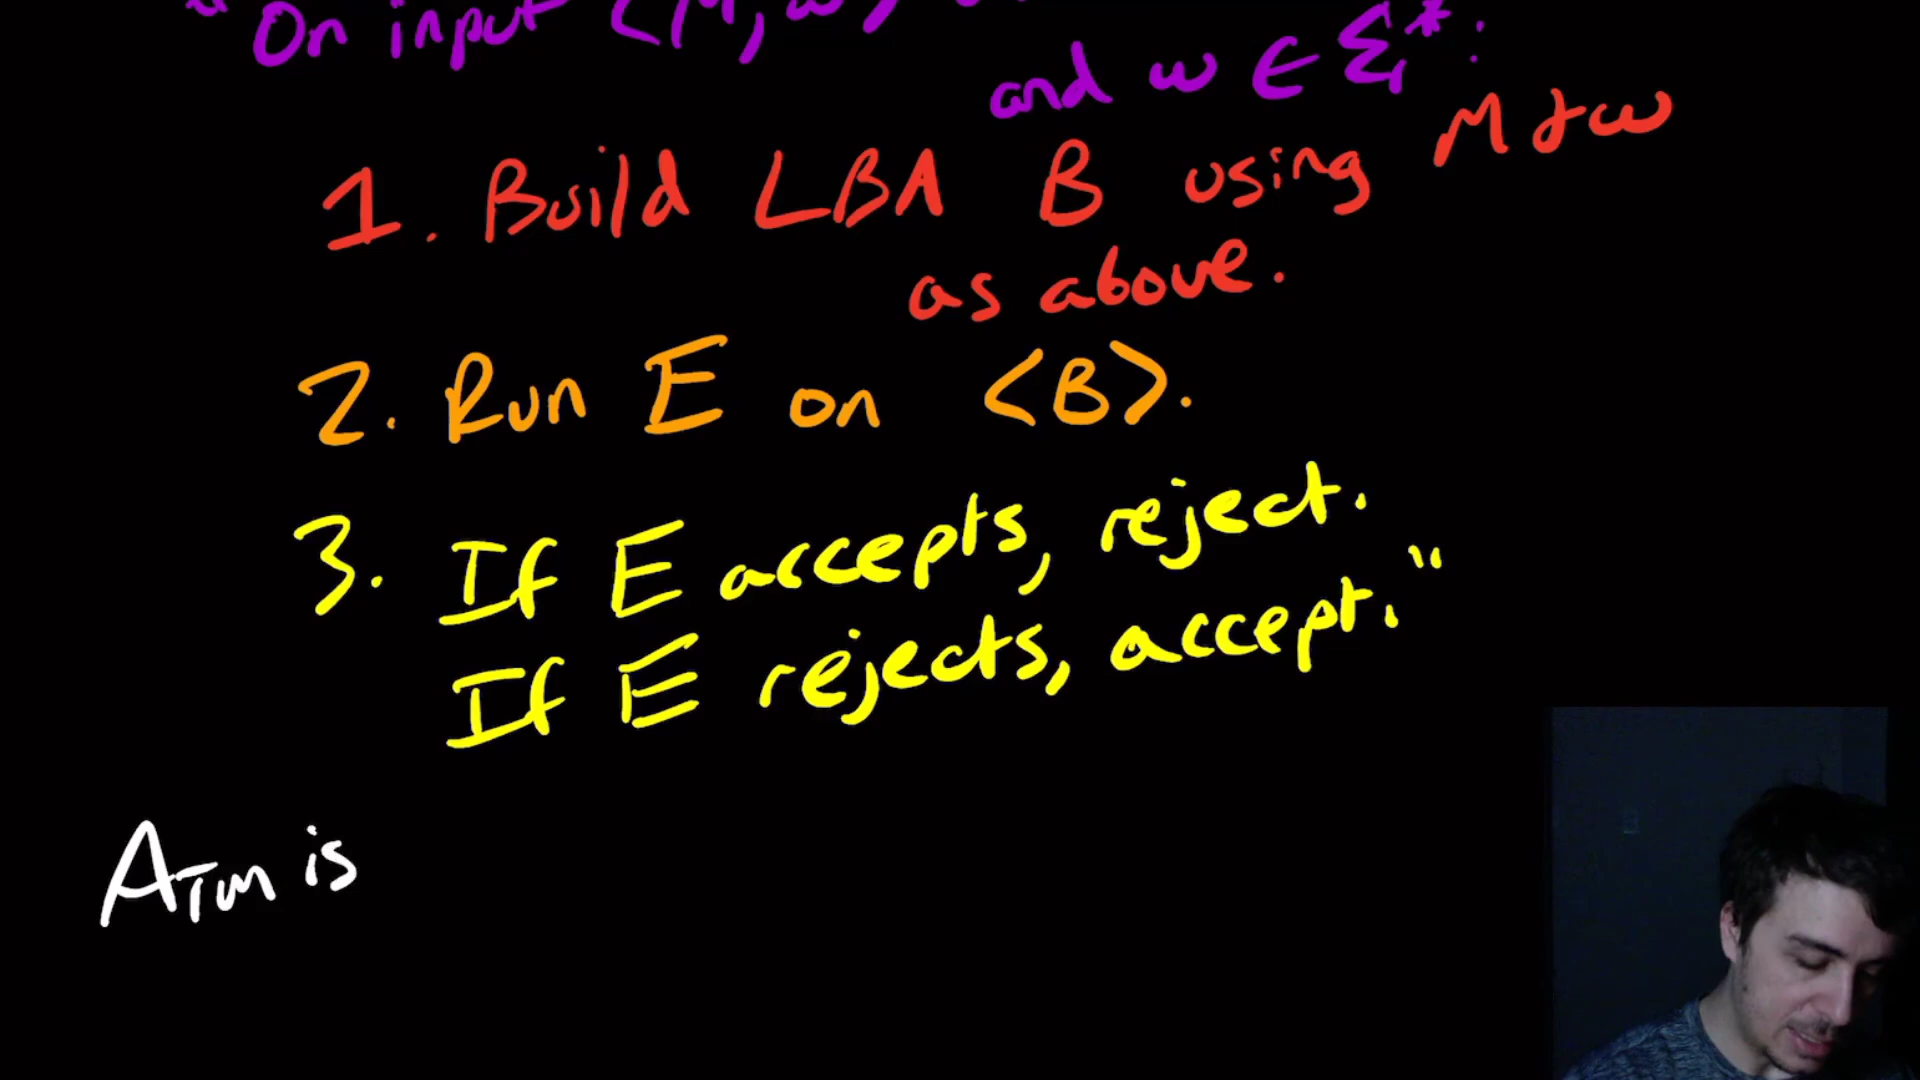 "On input <M, w>
and w ∈ Σ*:
1. Build LBA B using M & w
as above.
2. Run E on <B>.
3. If E accepts, reject.
If E rejects, accept."
ATM is